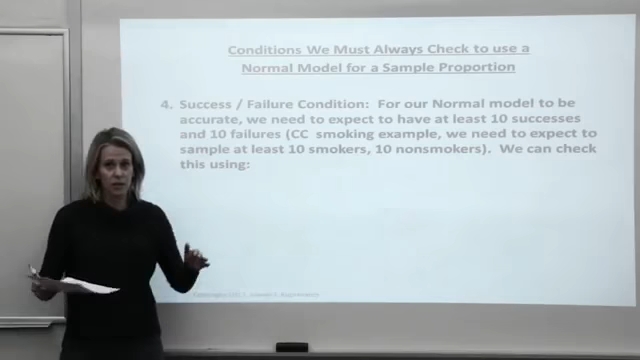 Conditions We Must Always Check to use a
Normal Model for a Sample Proportion
4. Success / Failure Condition: For our Normal model to be
accurate, we need to expect to have at least 10 successes
and 10 failures (CC smoking example, we need to expect to
sample at least 10 smokers, 10 nonsmokers). We can check
this using: